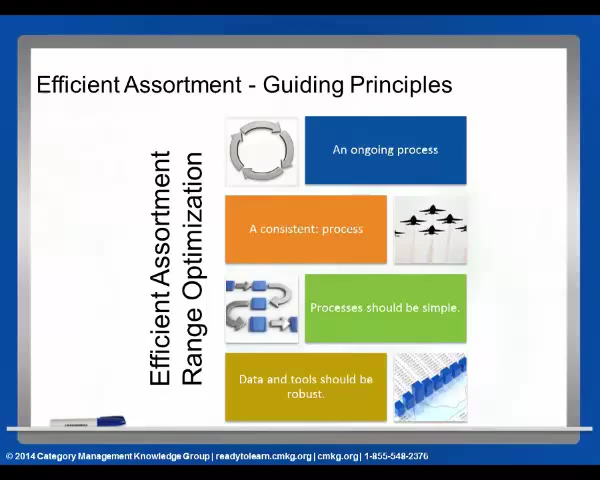 Efficient Assortment - Guiding Principles
Efficient Assortment
Range Optimization
An ongoing process
A consistent: process
Processes should be simple.
Data and tools should be
robust.
© 2014 Category Management Knowledge Group | readytolearn.cmkg.org | cmkg.org | 1-855-548-2376